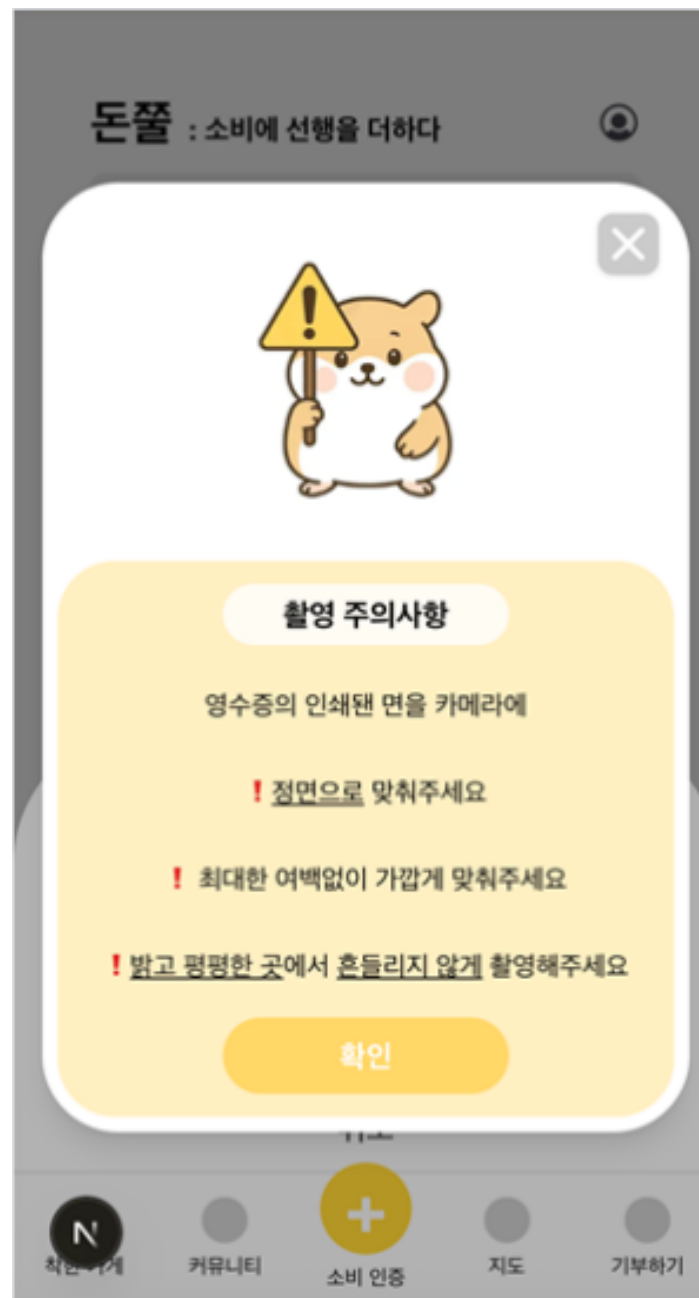 돈쭐 : 소비에 선행을 더하다
촬영 주의사항
영수증의 인쇄됀 면을 카메라에
! 정면으로 맞춰주세요
! 최대한 여백없이 가깝게 맞춰주세요
! 밝고 평평한 곳에서 흔들리지 않게 촬영해주세요
확인
N
커뮤니티
소비 인증
지도
기부하기